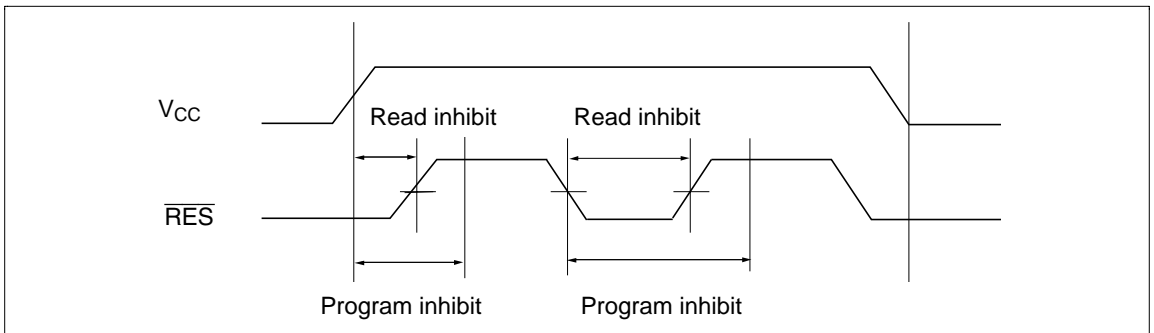 VCC
Read inhibit Read inhibit
RES
Program inhibit Program inhibit